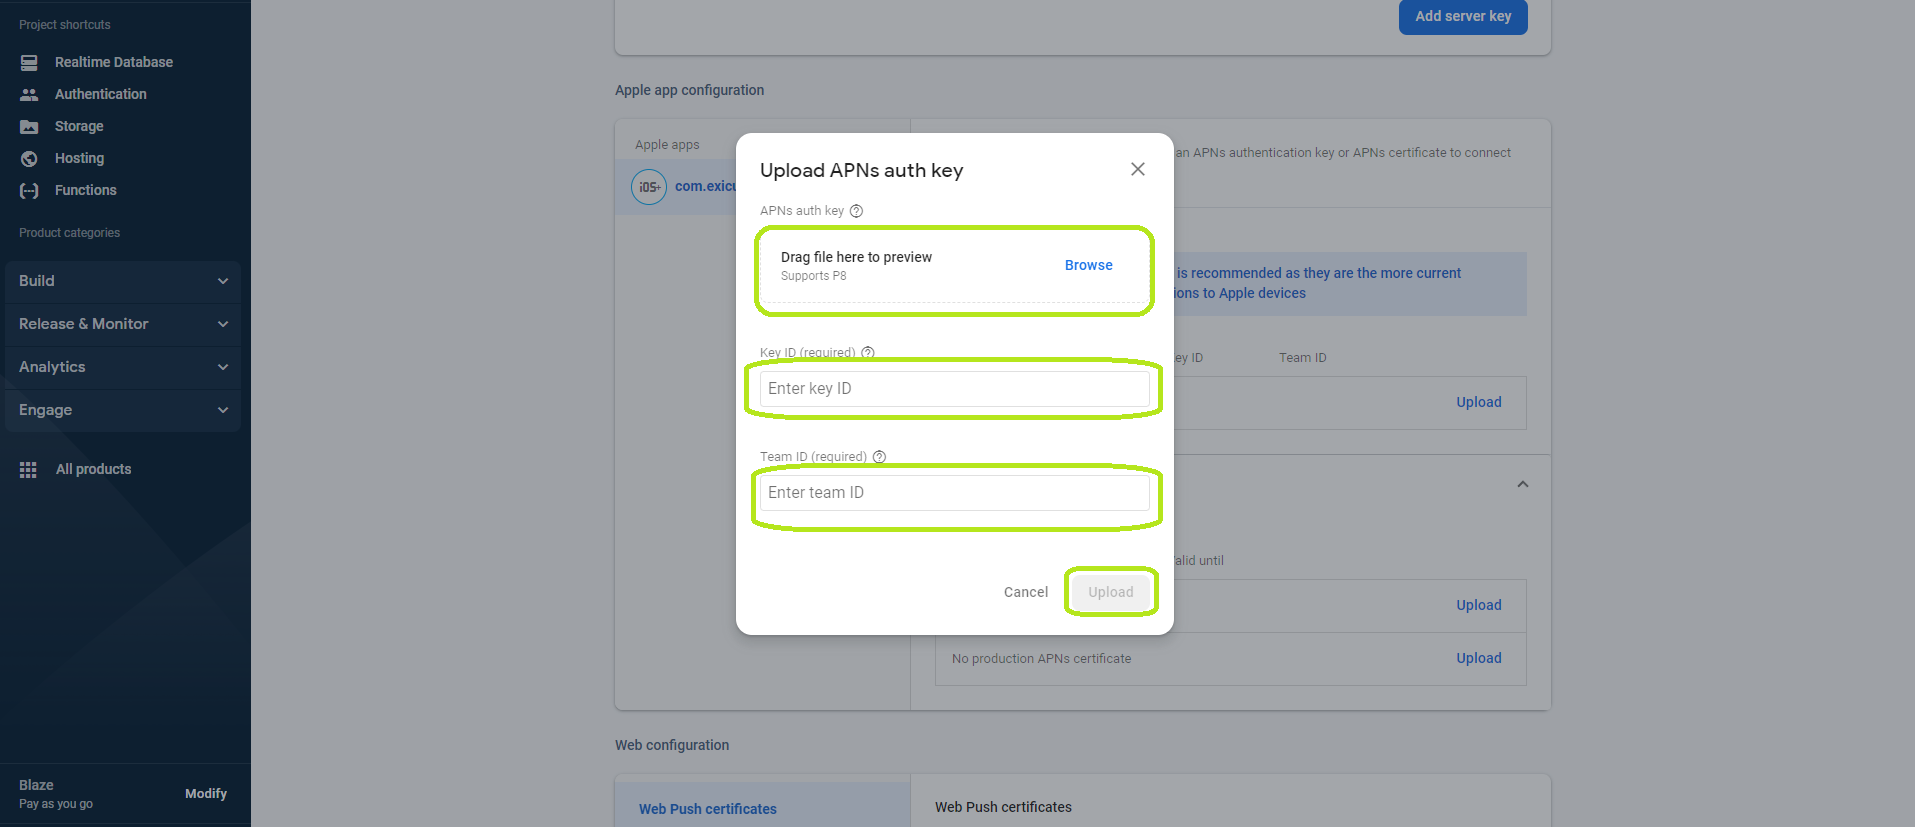 Project shortcuts
Realtime Database
Authentication
Storage
Hosting
Functions
Product categories
Build
Release & Monitor
Analytics
Engage
All products
Blaze
Pay as you go
Modify
Add server key
Apple app configuration
Apple apps
iOS+
com.exicu
an APNs authentication key or APNs certificate to connect
is recommended as they are the more current
ions to Apple devices
ey ID
Team ID
Upload
alid until
Upload
No production APNs certificate
Upload
Upload APNs auth key
APNs auth key
Drag file here to preview
Supports P8
Browse
Key ID (required)
Enter key ID
Team ID (required)
Enter team ID
Cancel
Upload
Web configuration
Web Push certificates
Web Push certificates